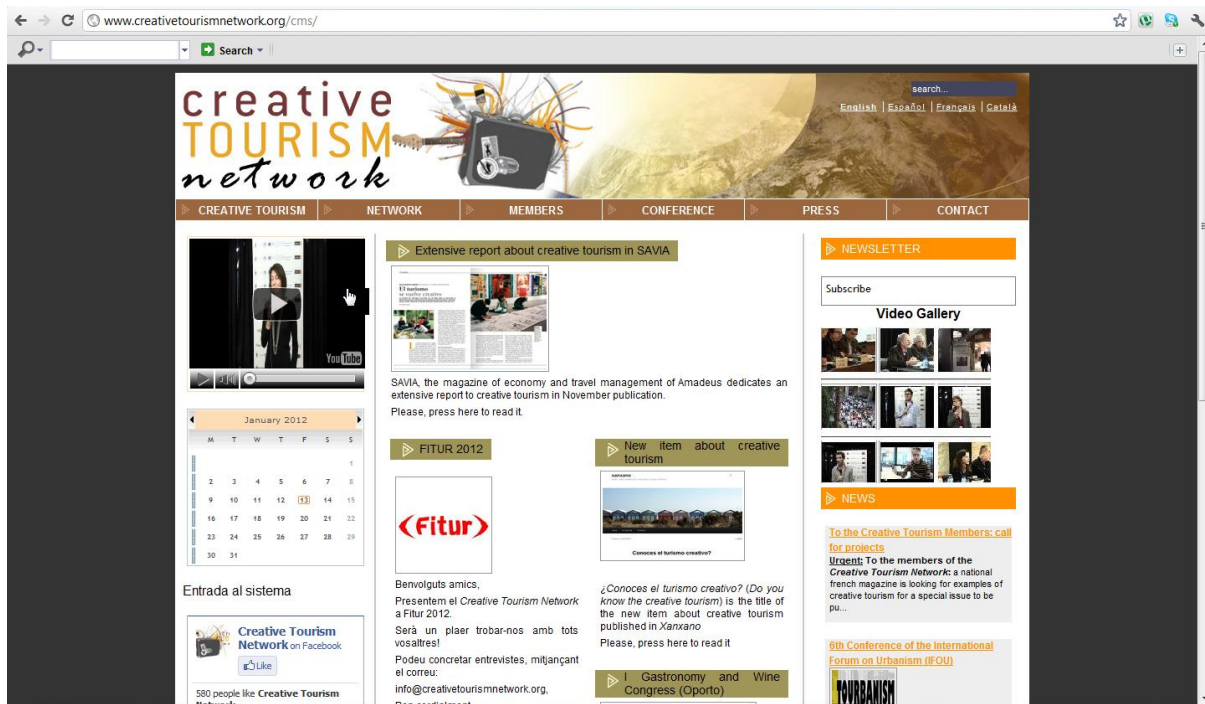 www.creativetourismnetwork.org/cms/
Search
creative
TOURISM
network
search...
English | Español | Français | Català
CREATIVE TOURISM
NETWORK
MEMBERS
CONFERENCE
PRESS
CONTACT
YouTube
January 2012
M T W T F S S
1
2 3 4 5 6 7 8
9 10 11 12 13 14 15
16 17 18 19 20 21 22
23 24 25 26 27 28 29
30 31
Entrada al sistema
Creative Tourism
Network on Facebook
Like
580 people like Creative Tourism
Network
Extensive report about creative tourism in SAVIA
El turismo
se vuelve creativo
SAVIA, the magazine of economy and travel management of Amadeus dedicates an
extensive report to creative tourism in November publication.
Please, press here to read it.
FITUR 2012
Fitur
Benvolguts amics,
Presentem el Creative Tourism Network
a Fitur 2012.
Serà un plaer trobar-nos amb tots
vosaltres!
Podeu concretar entrevistes, mitjançant
el correu:
info@creativetourismnetwork.org,
New item about creative
tourism
xanxano
Conoces el turismo creativo?
¿Conoces el turismo creativo? (Do you
know the creative tourism) is the title of
the new item about creative tourism
published in Xanxano
Please, press here to read it
I Gastronomy and Wine
Congress (Oporto)
NEWSLETTER
Subscribe
Video Gallery
NEWS
To the Creative Tourism Members: call
for projects
Urgent: To the members of the
Creative Tourism Network: a national
french magazine is looking for examples of
creative tourism for a special issue to be
pu...
6th Conference of the International
Forum on Urbanism (IFOU)
TOURBANISM